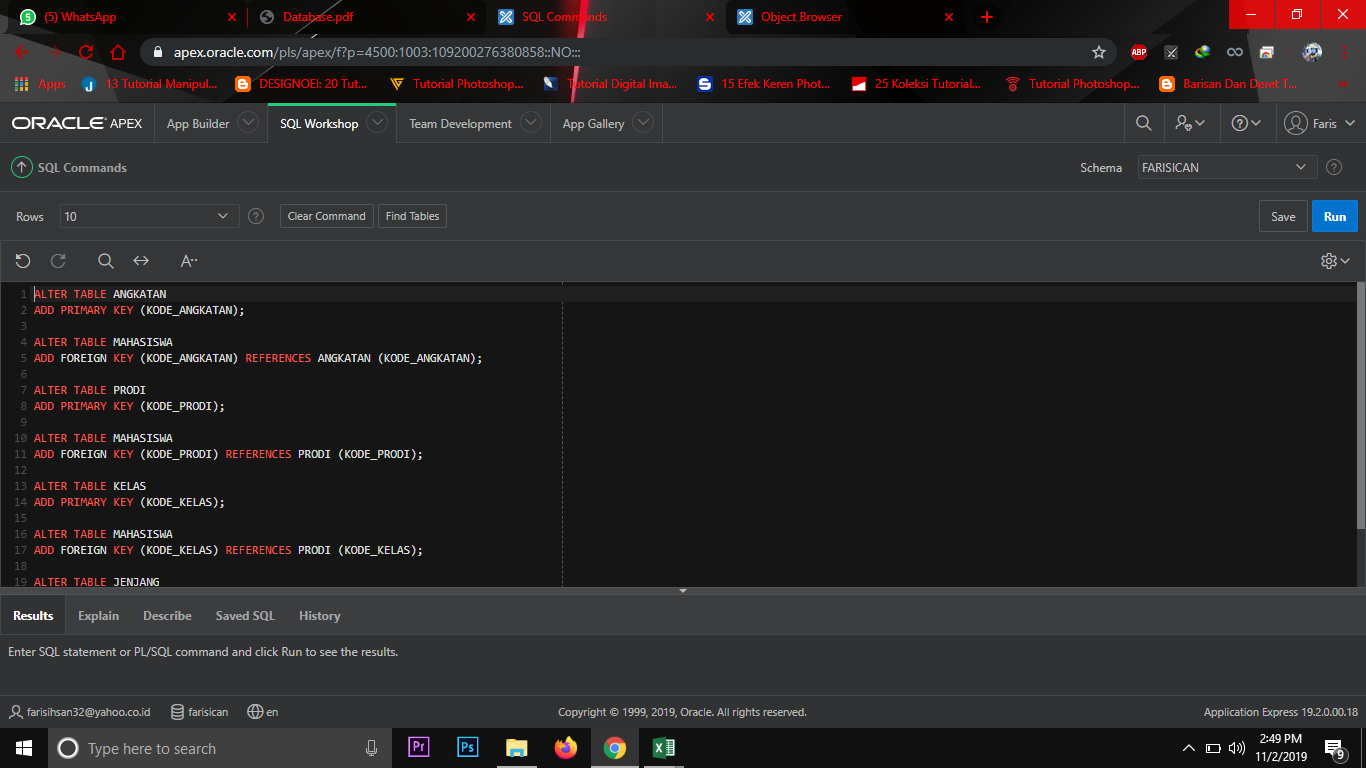 (5) WhatsApp
Database.pdf
SQL Commands
Object Browser
apex.oracle.com/pls/apex/f?p=4500:1003:109200276380858::NO:::
ABP
Apps
13 Tutorial Manipul...
DESIGNOEL: 20 Tut...
Tutorial Photoshop...
Tutorial Digital Ima...
15 Efek Keren Phot...
25 Koleksi Tutorial...
Tutorial Photoshop...
Barisan Dan Deret T...
ORACLE APEX
App Builder
SQL Workshop
Team Development
App Gallery
Faris
SQL Commands
Schema
FARISICAN
Rows
10
Clear Command
Find Tables
Save
Run
1 ALTER TABLE ANGKATAN
2 ADD PRIMARY KEY (KODE_ANGKATAN);
3
4 ALTER TABLE MAHASISWA
5 ADD FOREIGN KEY (KODE_ANGKATAN) REFERENCES ANGKATAN (KODE_ANGKATAN);
6
7 ALTER TABLE PRODI
8 ADD PRIMARY KEY (KODE_PRODI);
9
10 ALTER TABLE MAHASISWA
11 ADD FOREIGN KEY (KODE_PRODI) REFERENCES PRODI (KODE_PRODI);
12
13 ALTER TABLE KELAS
14 ADD PRIMARY KEY (KODE_KELAS);
15
16 ALTER TABLE MAHASISWA
17 ADD FOREIGN KEY (KODE_KELAS) REFERENCES PRODI (KODE_KELAS);
18
19 ALTER TABLE JENJANG
Results
Explain
Describe
Saved SQL
History
Enter SQL statement or PL/SQL command and click Run to see the results.
farisihsan32@yahoo.co.id
farisican
en
Copyright © 1999, 2019, Oracle. All rights reserved.
Application Express 19.2.0.00.18
Type here to search
Pr
Ps
2:49 PM
11/2/2019
9